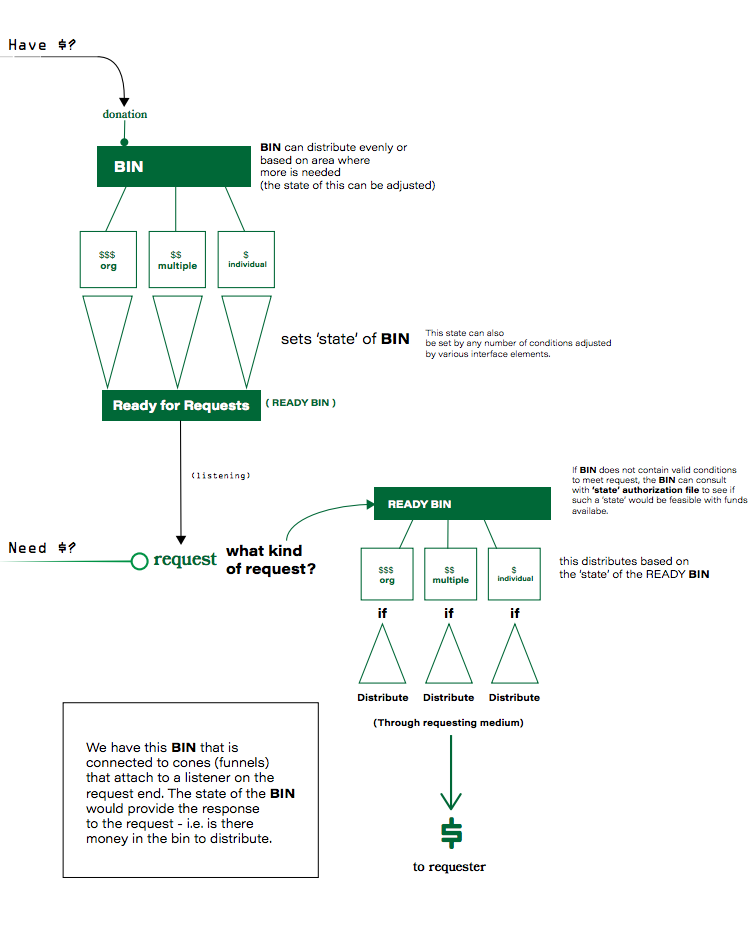 Have $?
donation
BIN
BIN can distribute evenly or
based on area where
more is needed
(the state of this can be adjusted)
$$$
org
$$
multiple
$
individual
sets ‘state’ of BIN
This state can also
be set by any number of conditions adjusted
by various interface elements.
Ready for Requests
( READY BIN )
(listening)
If BIN does not contain valid conditions
to meet request, the BIN can consult
with ‘state’ authorization file to see if
such a ‘state’ would be feasible with funds
availabe.
READY BIN
Need $?
request
what kind
of request?
$$$
org
$$
multiple
$
individual
this distributes based on
the ‘state’ of the READY BIN
if
if
if
Distribute
Distribute
Distribute
(Through requesting medium)
We have this BIN that is
connected to cones (funnels)
that attach to a listener on the
request end. The state of the BIN
would provide the response
to the request - i.e. is there
money in the bin to distribute.
$
to requester